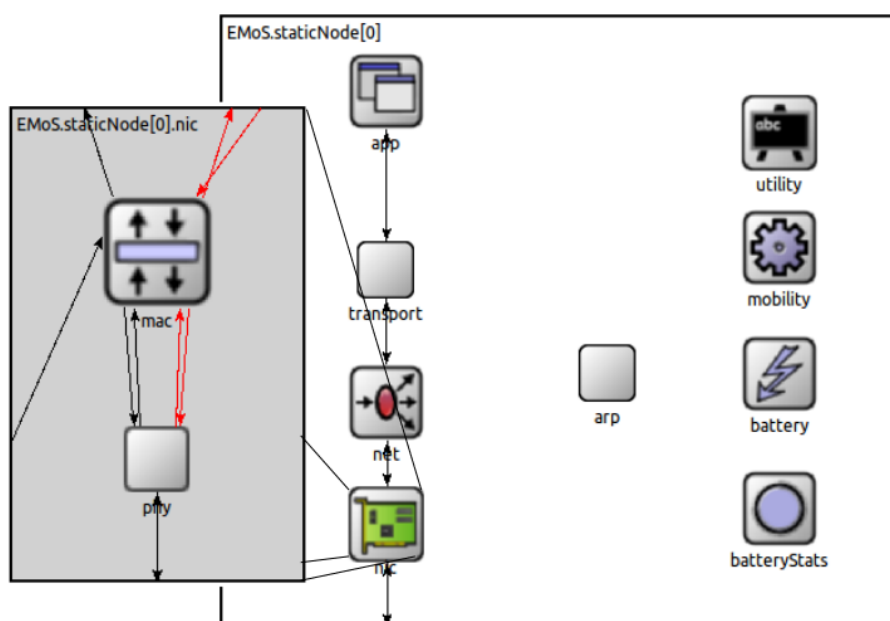 EMoS.staticNode[0]
EMoS.staticNode[0].nic
app
abc
utility
mac
transport
mobility
arp
net
battery
phy
nic
batteryStats